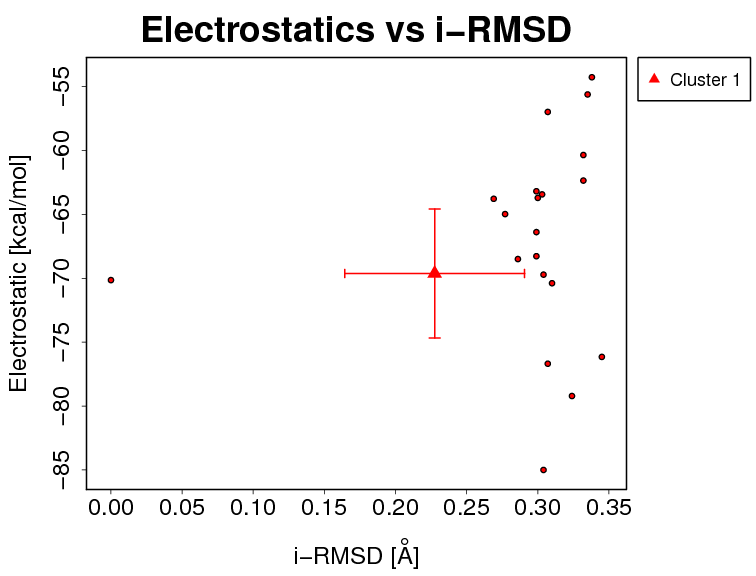 Electrostatics vs i−RMSD
Cluster 1
Electrostatic [kcal/mol]
−55
−60
−65
−70
−75
−80
−85
0.00 0.05 0.10 0.15 0.20 0.25 0.30 0.35
i−RMSD [Å]